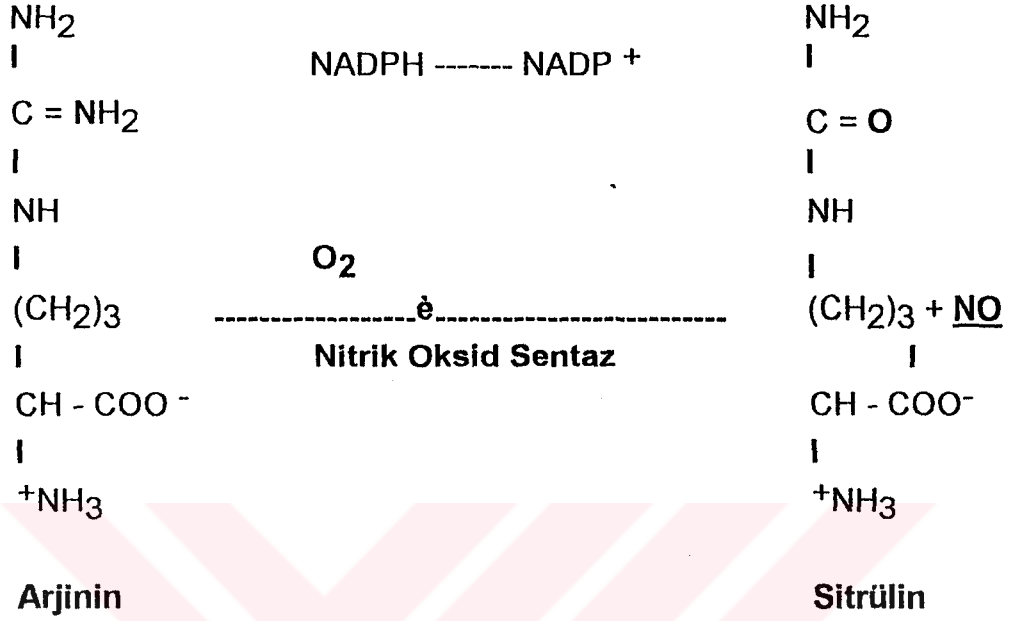 NH2 NH2
I NADPH ------- NADP + I
C = NH2 C = O
I I
NH NH
I O2 I
(CH2)3 ------------------è-------------------------- (CH2)3 + NO
I Nitrik Oksid Sentaz I
CH - COO - CH - COO-
I I
+NH3 +NH3
Arjinin Sitrülin